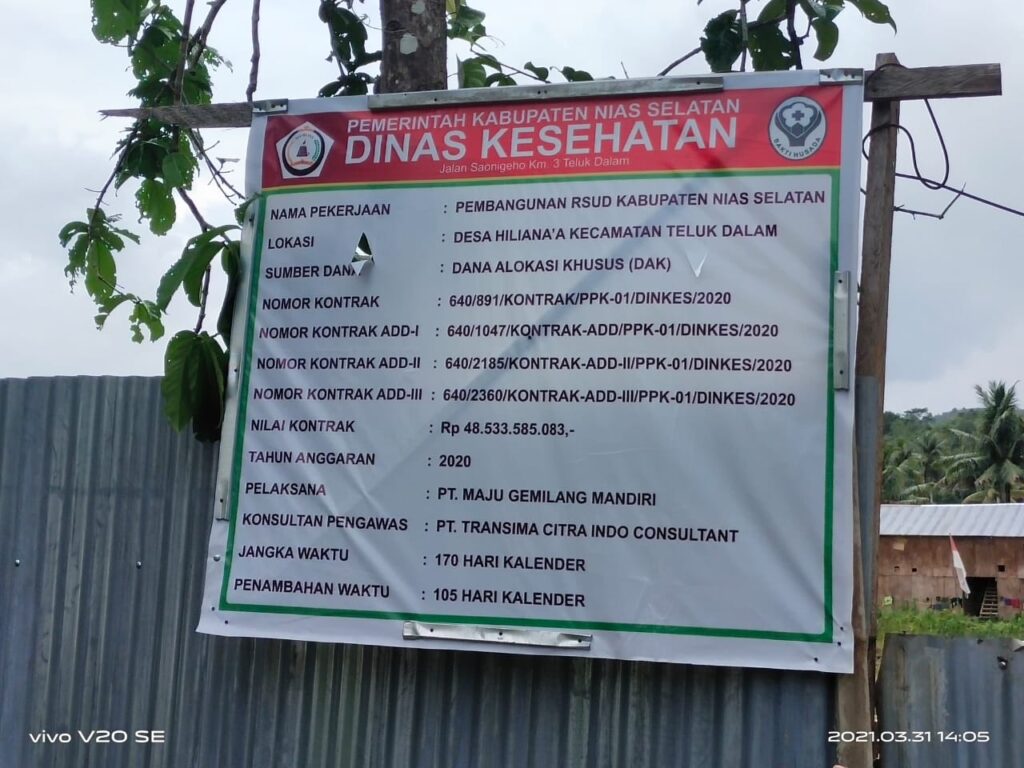 PEMERINTAH KABUPATEN NIAS SELATAN
DINAS KESEHATAN
Jalan Saonigeho Km. 3 Teluk Dalam
BAKTI HUSADA
NAMA PEKERJAAN : PEMBANGUNAN RSUD KABUPATEN NIAS SELATAN
LOKASI : DESA HILIANA'A KECAMATAN TELUK DALAM
SUMBER DANA : DANA ALOKASI KHUSUS (DAK)
NOMOR KONTRAK : 640/891/KONTRAK/PPK-01/DINKES/2020
NOMOR KONTRAK ADD-I : 640/1047/KONTRAK-ADD/PPK-01/DINKES/2020
NOMOR KONTRAK ADD-II : 640/2185/KONTRAK-ADD-II/PPK-01/DINKES/2020
NOMOR KONTRAK ADD-III : 640/2360/KONTRAK-ADD-III/PPK-01/DINKES/2020
NILAI KONTRAK : Rp 48.533.585.083,-
TAHUN ANGGARAN : 2020
PELAKSANA : PT. MAJU GEMILANG MANDIRI
KONSULTAN PENGAWAS : PT. TRANSIMA CITRA INDO CONSULTANT
JANGKA WAKTU : 170 HARI KALENDER
PENAMBAHAN WAKTU : 105 HARI KALENDER
vivo V20 SE
2021.03.31 14:05